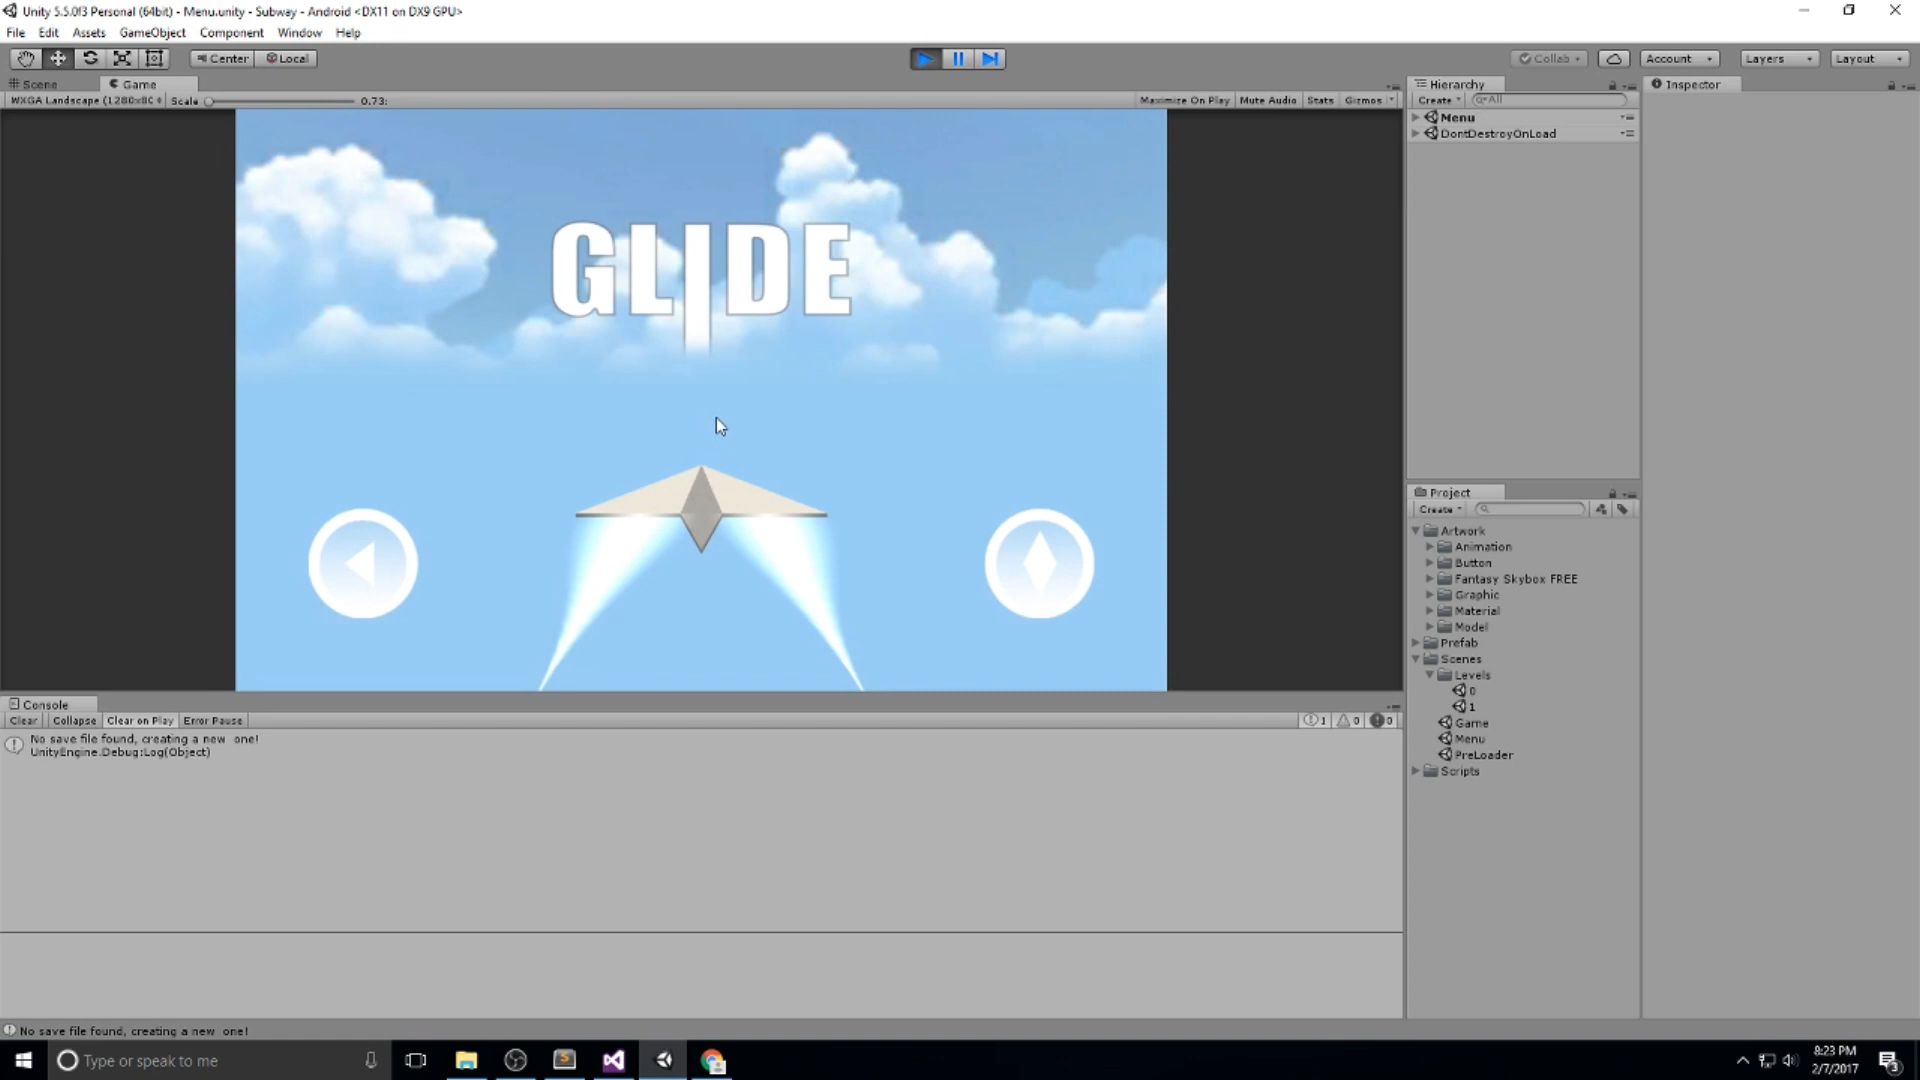 Unity 5.5.0f3 Personal (64bit) - Menu.unity - Subway - Android <DX11 on DX9 GPU>
File Edit Assets GameObject Component Window Help
Center Local Collab Account Layers Layout
Scene Game
WXGA Landscape (1280x80 Scale 0.73: Maximize On Play Mute Audio Stats Gizmos
GLIDE
Hierarchy
Create All
Menu
DontDestroyOnLoad
Inspector
Project
Create
Artwork
Animation
Button
Fantasy Skybox FREE
Graphic
Material
Model
Prefab
Scenes
Levels
0
1
Game
Menu
PreLoader
Scripts
Console
Clear Collapse Clear on Play Error Pause 1 0 0
No save file found, creating a new  one!
UnityEngine.Debug:Log(Object)
No save file found, creating a new  one!
Type or speak to me
8:23 PM
2/7/2017
3